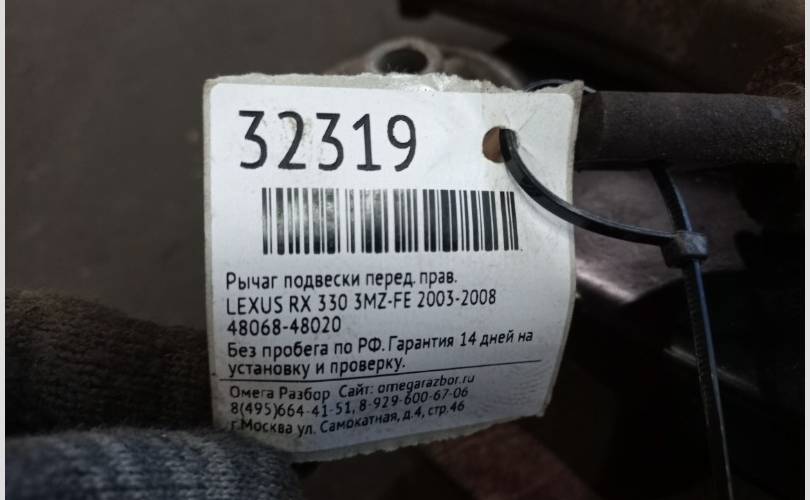 32319
Рычаг подвески перед. прав.
LEXUS RX 330 3MZ-FE 2003-2008
48068-48020
Без пробега по РФ. Гарантия 14 дней на
установку и проверку.
Омега Разбор Сайт: omegarazbor.ru
8(495)664-41-51, 8-929-600-67-06
г.Москва ул. Самокатная, д.4, стр.46